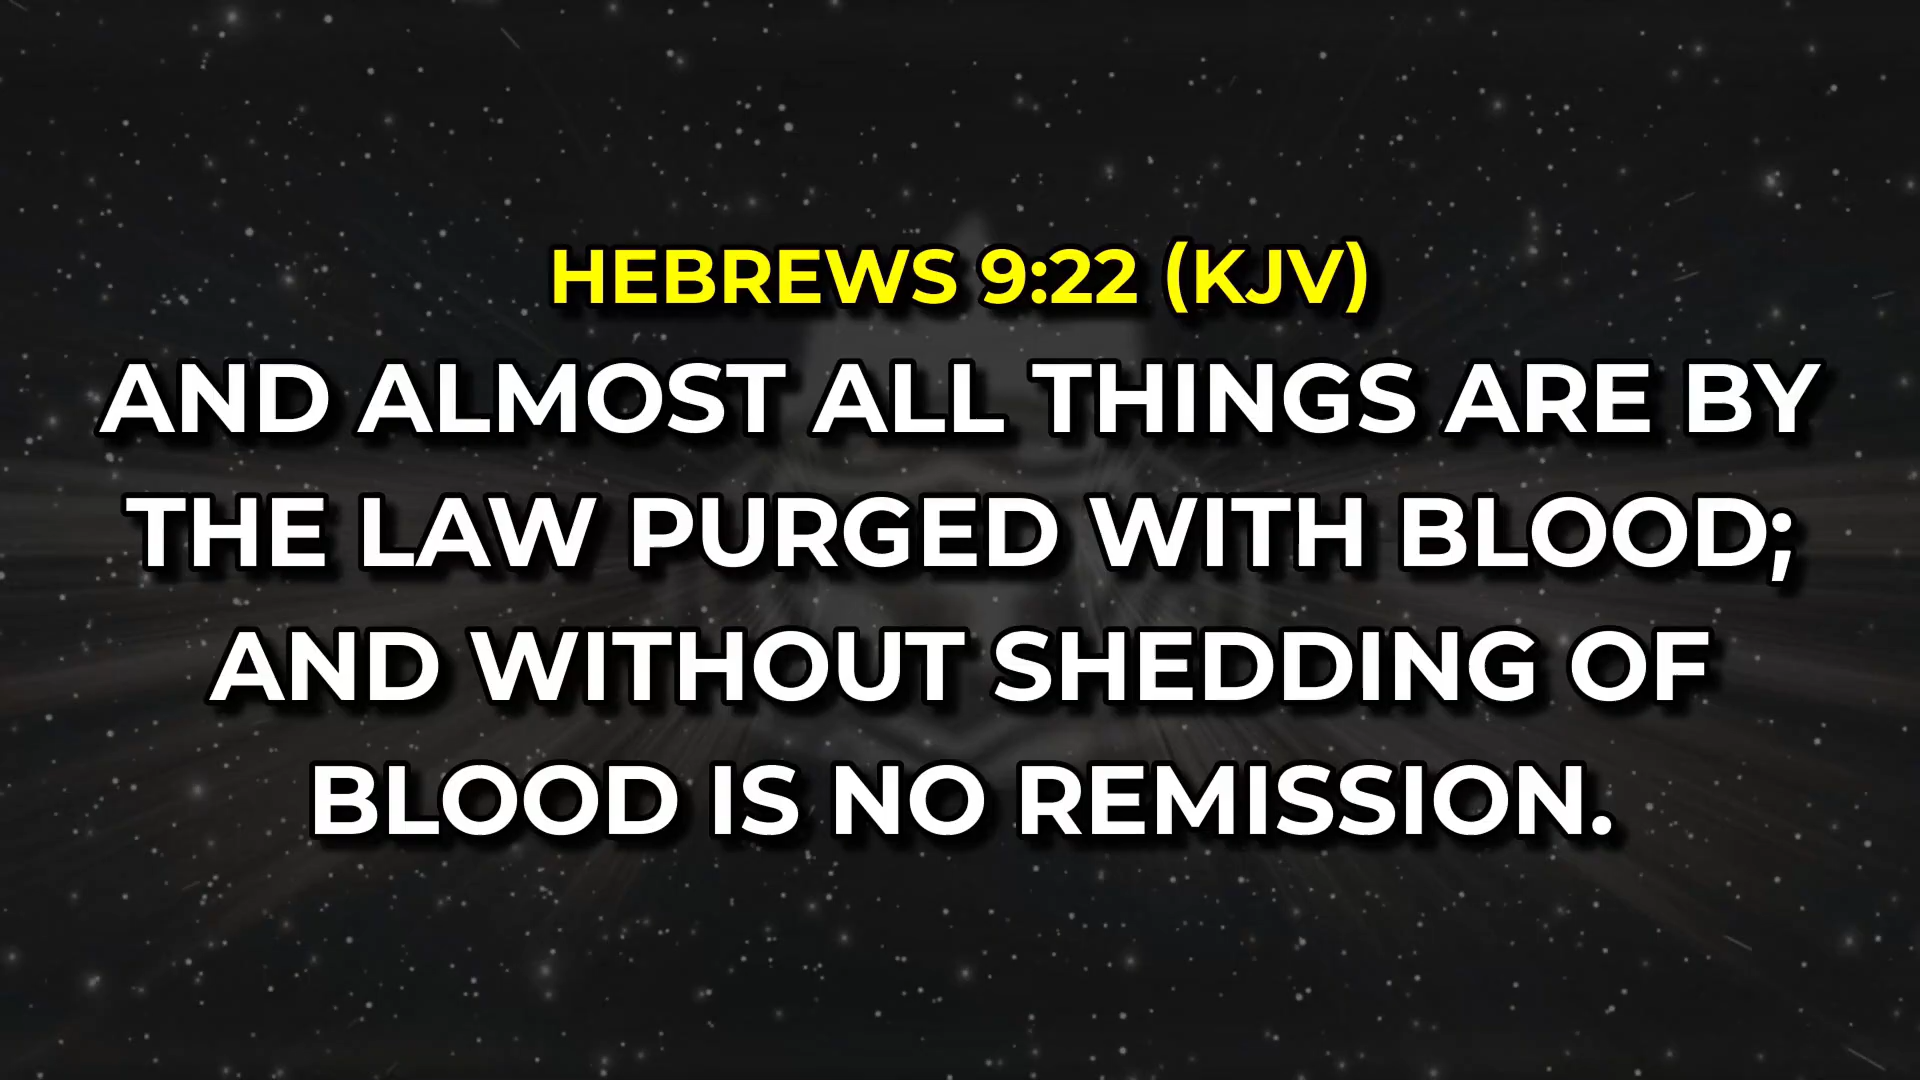 HEBREWS 9:22 (KJV)
AND ALMOST ALL THINGS ARE BY
THE LAW PURGED WITH BLOOD;
AND WITHOUT SHEDDING OF
BLOOD IS NO REMISSION.